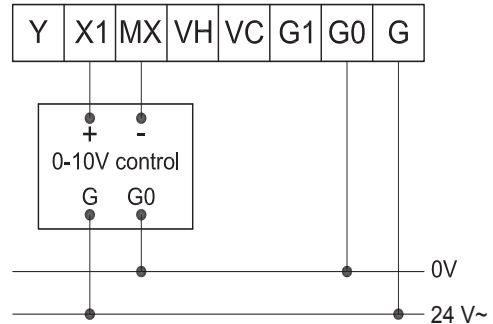 Y X1 MX VH VC G1 G0 G
+ -
0-10V control
G G0
0V
24 V~